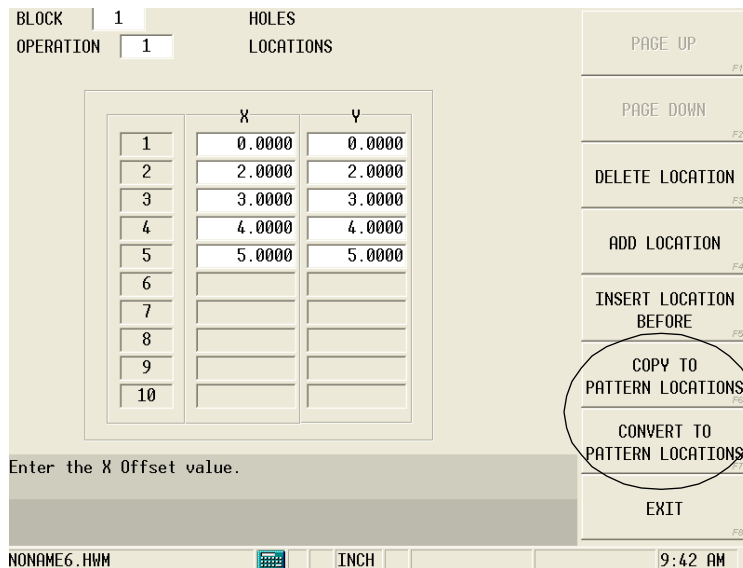 BLOCK 1 HOLES
OPERATION 1 LOCATIONS
X Y
1 0.0000 0.0000
2 2.0000 2.0000
3 3.0000 3.0000
4 4.0000 4.0000
5 5.0000 5.0000
6
7
8
9
10
Enter the X Offset value.
PAGE UP
F1
PAGE DOWN
F2
DELETE LOCATION
F3
ADD LOCATION
F4
INSERT LOCATION
BEFORE
F5
COPY TO
PATTERN LOCATIONS
F6
CONVERT TO
PATTERN LOCATIONS
F7
EXIT
F8
NONAME6.HWM INCH 9:42 AM